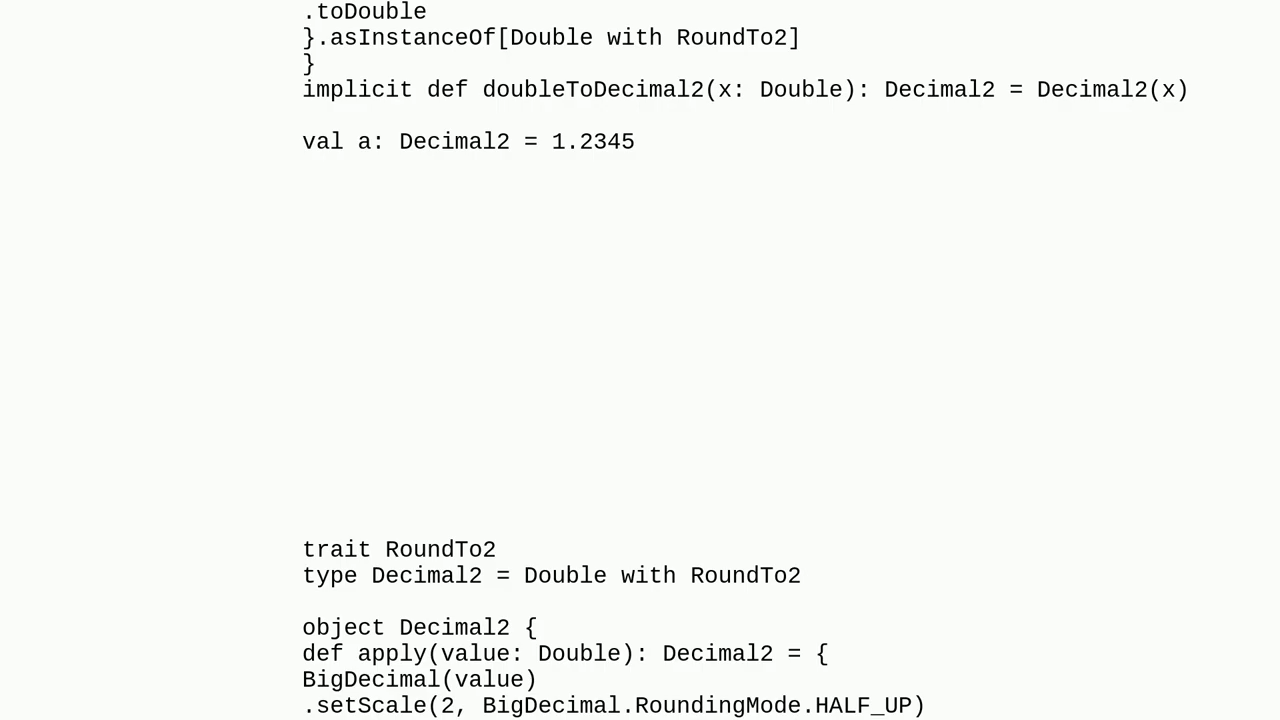 .toDouble
}.asInstanceOf[Double with RoundTo2]
}
implicit def doubleToDecimal2(x: Double): Decimal2 = Decimal2(x)
val a: Decimal2 = 1.2345
trait RoundTo2
type Decimal2 = Double with RoundTo2
object Decimal2 {
def apply(value: Double): Decimal2 = {
BigDecimal(value)
.setScale(2, BigDecimal.RoundingMode.HALF_UP)